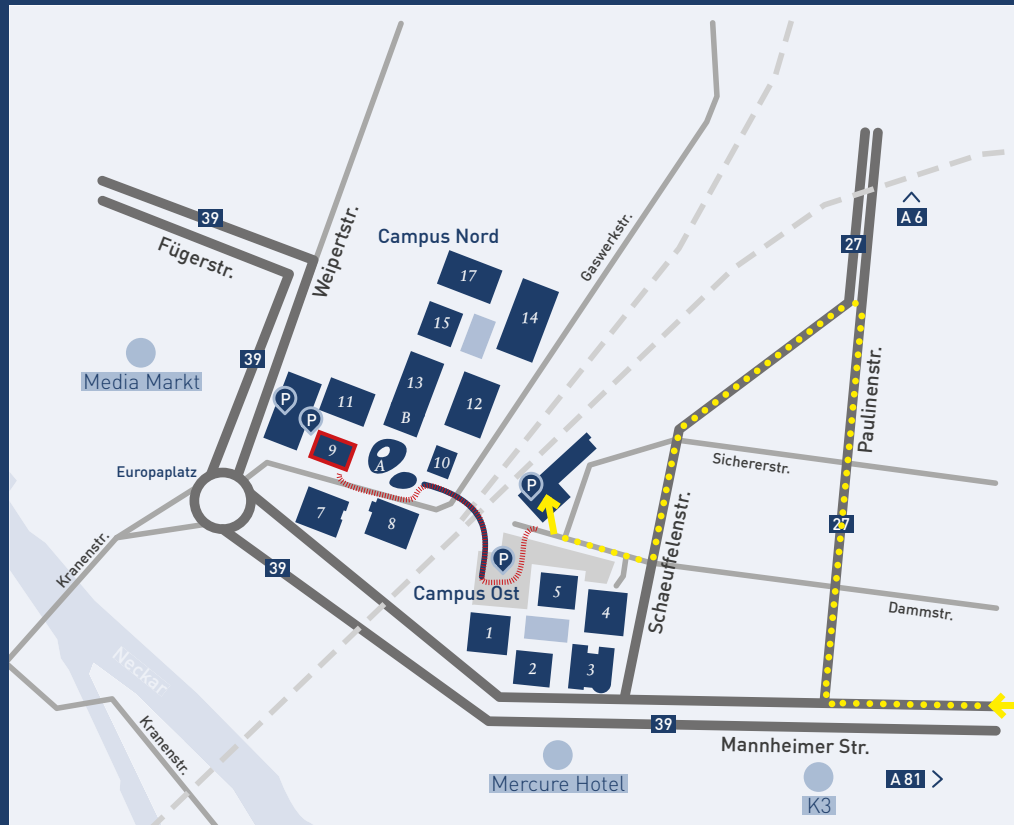 39
Fügerstr.
Weipertstr.
Campus Nord
Gaswerkstr.
A 6
27
17
15
14
39
Media Markt
13
B
12
P
P
11
9
A
10
Paulinenstr.
Sichererstr.
Europaplatz
P
7
8
27
Kranenstr.
39
P
Campus Ost
Schaeuffelenstr.
5
4
Dammstr.
1
2
3
Neckar
Kranenstr.
39
Mannheimer Str.
Mercure Hotel
K3
A 81